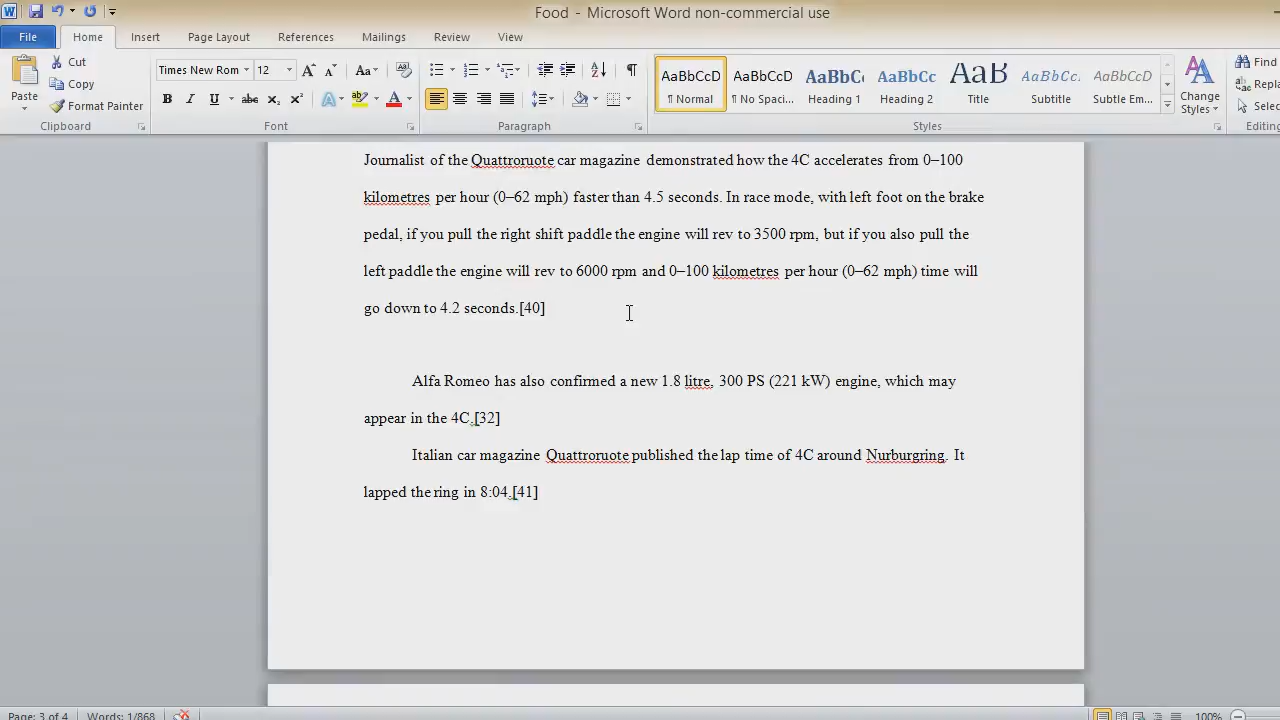 Food - Microsoft Word non-commercial use
File Home Insert Page Layout References Mailings Review View
Paste
Cut
Copy
Format Painter
Clipboard
Times New Rom 12
Font
Paragraph
AaBbCcD AaBbCcD AaBbC AaBbCc AaB AaBbCc. AaBbCcD
¶ Normal ¶ No Spaci... Heading 1 Heading 2 Title Subtitle Subtle Em...
Styles
Change Styles
Find
Repla
Selec
Editing
Journalist of the Quattroruote car magazine demonstrated how the 4C accelerates from 0–100
kilometres per hour (0–62 mph) faster than 4.5 seconds. In race mode, with left foot on the brake
pedal, if you pull the right shift paddle the engine will rev to 3500 rpm, but if you also pull the
left paddle the engine will rev to 6000 rpm and 0–100 kilometres per hour (0–62 mph) time will
go down to 4.2 seconds.[40]
Alfa Romeo has also confirmed a new 1.8 litre, 300 PS (221 kW) engine, which may
appear in the 4C.[32]
Italian car magazine Quattroruote published the lap time of 4C around Nurburgring. It
lapped the ring in 8:04.[41]
Page: 3 of 4 Words: 1/868 100%